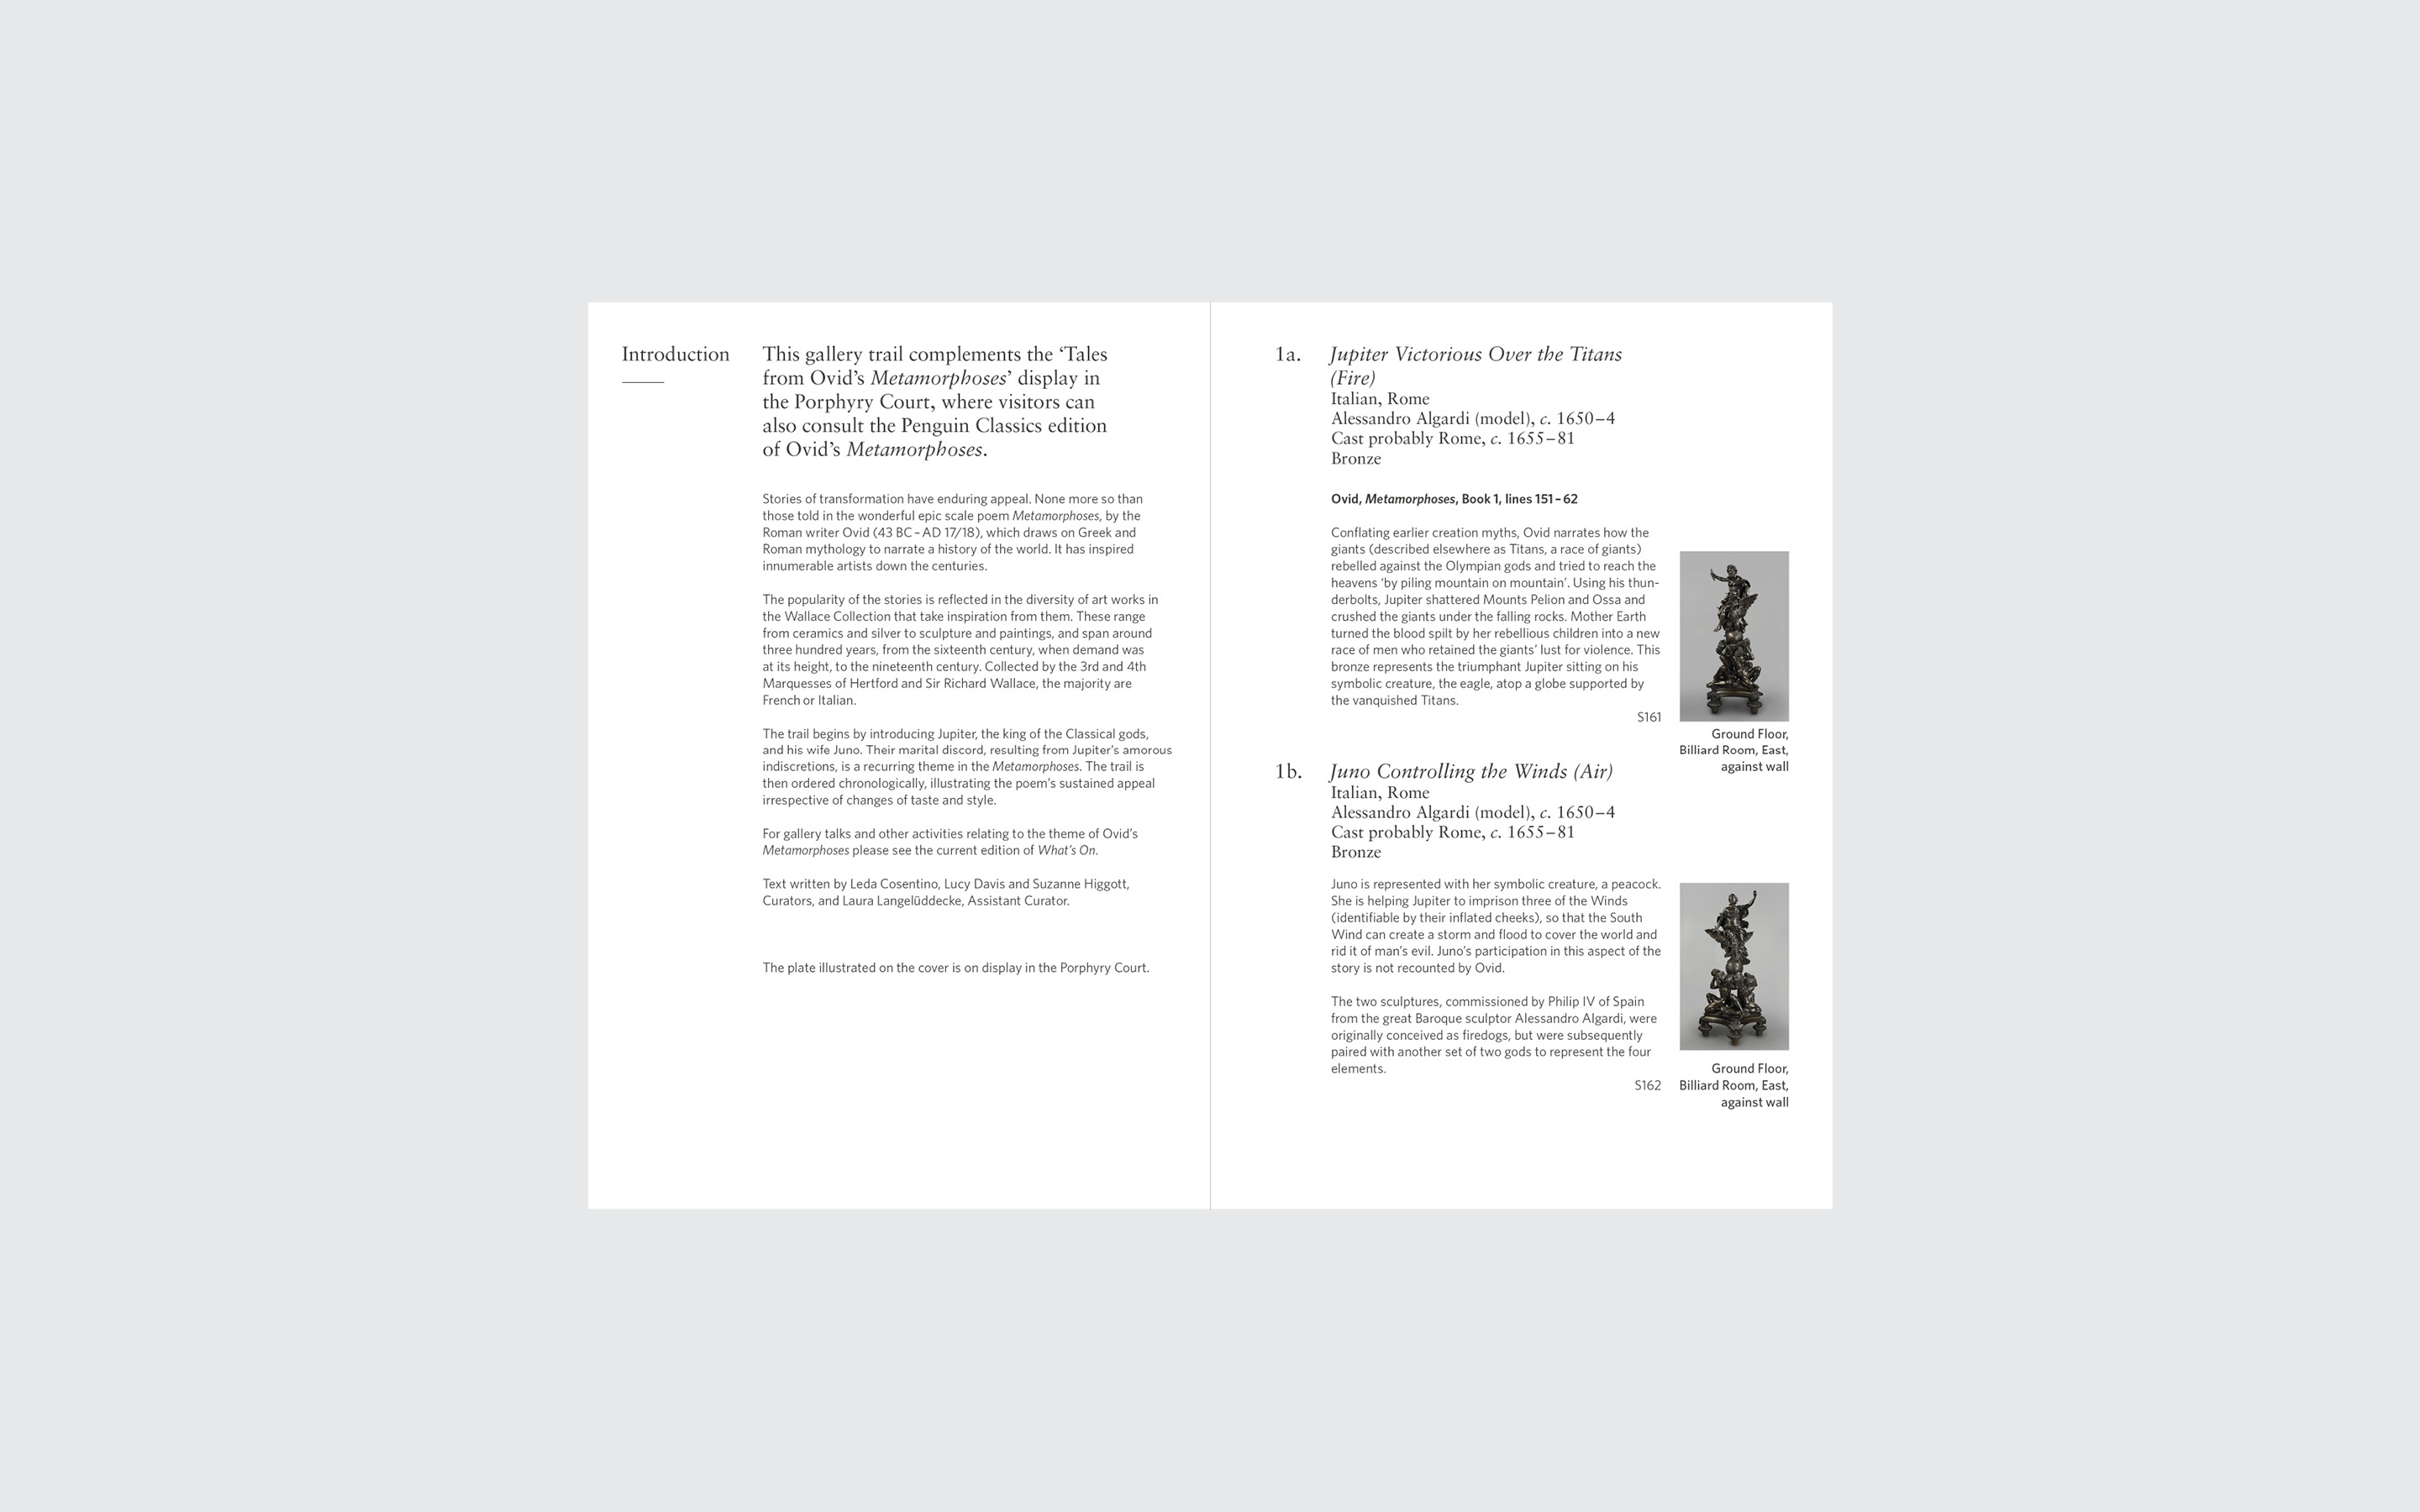 Introduction
This gallery trail complements the ‘Tales
from Ovid’s Metamorphoses’ display in
the Porphyry Court, where visitors can
also consult the Penguin Classics edition
of Ovid’s Metamorphoses.
Stories of transformation have enduring appeal. None more so than
those told in the wonderful epic scale poem Metamorphoses, by the
Roman writer Ovid (43 BC – AD 17/18), which draws on Greek and
Roman mythology to narrate a history of the world. It has inspired
innumerable artists down the centuries.
The popularity of the stories is reflected in the diversity of art works in
the Wallace Collection that take inspiration from them. These range
from ceramics and silver to sculpture and paintings, and span around
three hundred years, from the sixteenth century, when demand was
at its height, to the nineteenth century. Collected by the 3rd and 4th
Marquesses of Hertford and Sir Richard Wallace, the majority are
French or Italian.
The trail begins by introducing Jupiter, the king of the Classical gods,
and his wife Juno. Their marital discord, resulting from Jupiter’s amorous
indiscretions, is a recurring theme in the Metamorphoses. The trail is
then ordered chronologically, illustrating the poem’s sustained appeal
irrespective of changes of taste and style.
For gallery talks and other activities relating to the theme of Ovid’s
Metamorphoses please see the current edition of What’s On.
Text written by Leda Cosentino, Lucy Davis and Suzanne Higgott,
Curators, and Laura Langelüddecke, Assistant Curator.
The plate illustrated on the cover is on display in the Porphyry Court.
1a. Jupiter Victorious Over the Titans
(Fire)
Italian, Rome
Alessandro Algardi (model), c. 1650–4
Cast probably Rome, c. 1655–81
Bronze
Ovid, Metamorphoses, Book 1, lines 151 – 62
Conflating earlier creation myths, Ovid narrates how the
giants (described elsewhere as Titans, a race of giants)
rebelled against the Olympian gods and tried to reach the
heavens ‘by piling mountain on mountain’. Using his thun-
derbolts, Jupiter shattered Mounts Pelion and Ossa and
crushed the giants under the falling rocks. Mother Earth
turned the blood spilt by her rebellious children into a new
race of men who retained the giants’ lust for violence. This
bronze represents the triumphant Jupiter sitting on his
symbolic creature, the eagle, atop a globe supported by
the vanquished Titans.
S161
Ground Floor,
Billiard Room, East,
against wall
1b. Juno Controlling the Winds (Air)
Italian, Rome
Alessandro Algardi (model), c. 1650–4
Cast probably Rome, c. 1655–81
Bronze
Juno is represented with her symbolic creature, a peacock.
She is helping Jupiter to imprison three of the Winds
(identifiable by their inflated cheeks), so that the South
Wind can create a storm and flood to cover the world and
rid it of man’s evil. Juno’s participation in this aspect of the
story is not recounted by Ovid.
The two sculptures, commissioned by Philip IV of Spain
from the great Baroque sculptor Alessandro Algardi, were
originally conceived as firedogs, but were subsequently
paired with another set of two gods to represent the four
elements.
S162
Ground Floor,
Billiard Room, East,
against wall